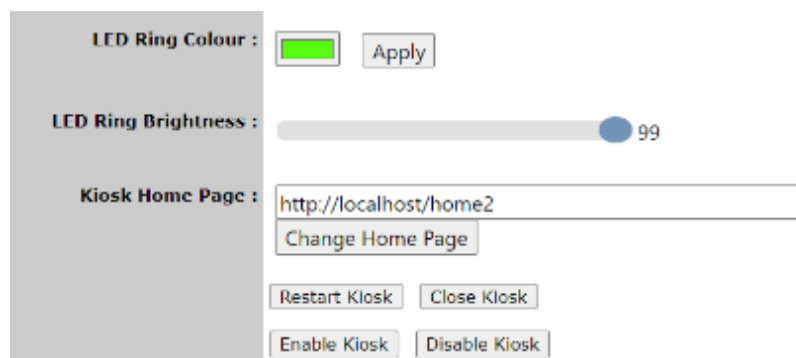 LED Ring Colour : Apply
LED Ring Brightness : 99
Kiosk Home Page : http://localhost/home2
Change Home Page
Restart Kiosk Close Kiosk
Enable Kiosk Disable Kiosk